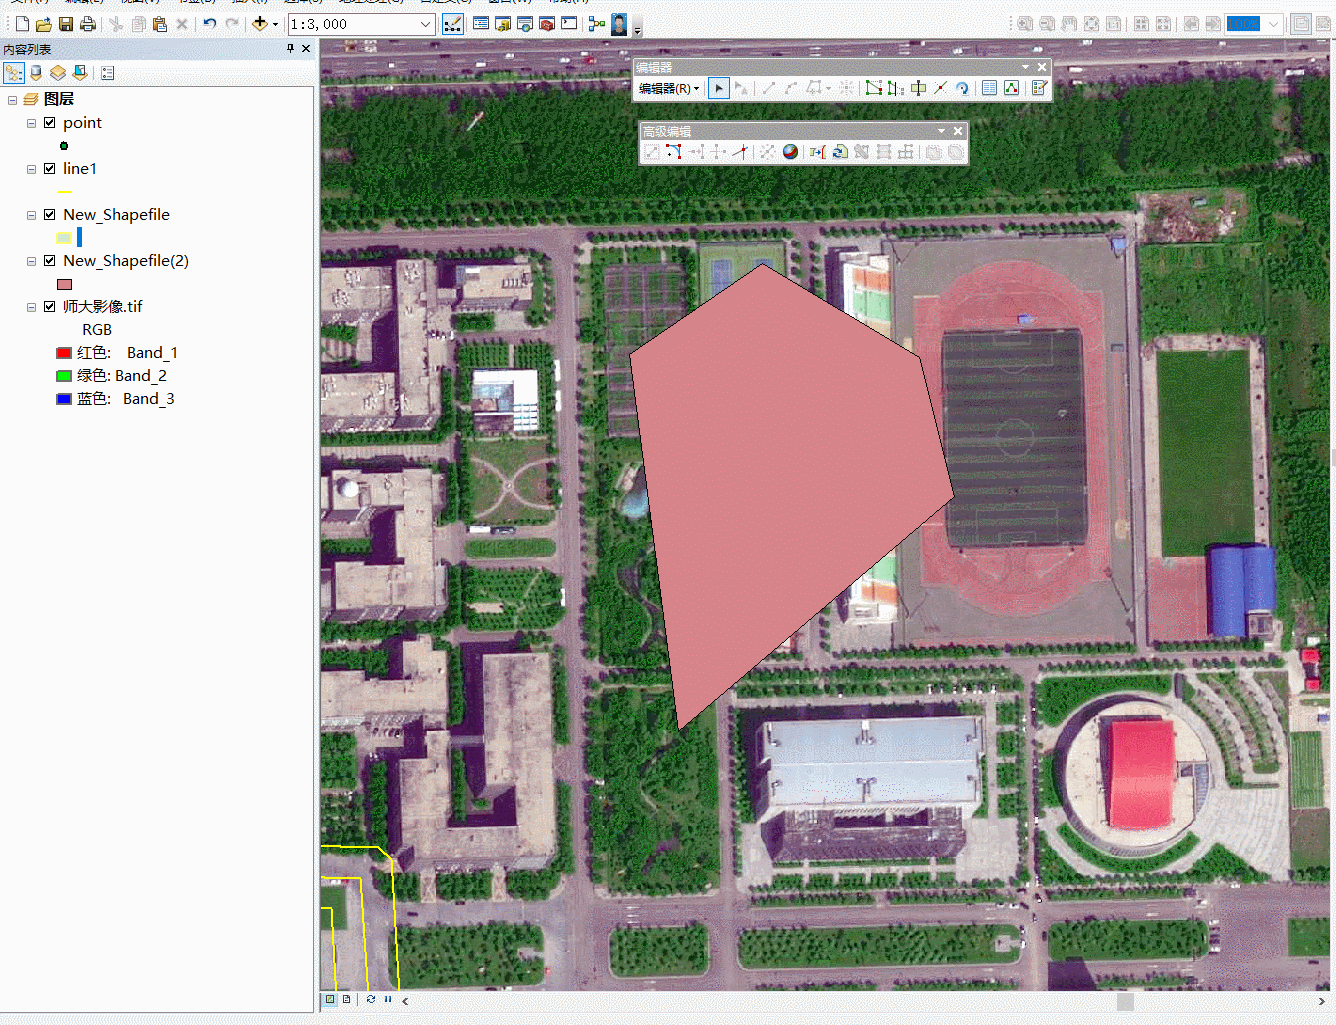 1:3,000
内容列表
图层
point
line1
New_Shapefile
New_Shapefile(2)
师大影像.tif
RGB
红色: Band_1
绿色: Band_2
蓝色: Band_3
编辑器
编辑器(R)
高级编辑